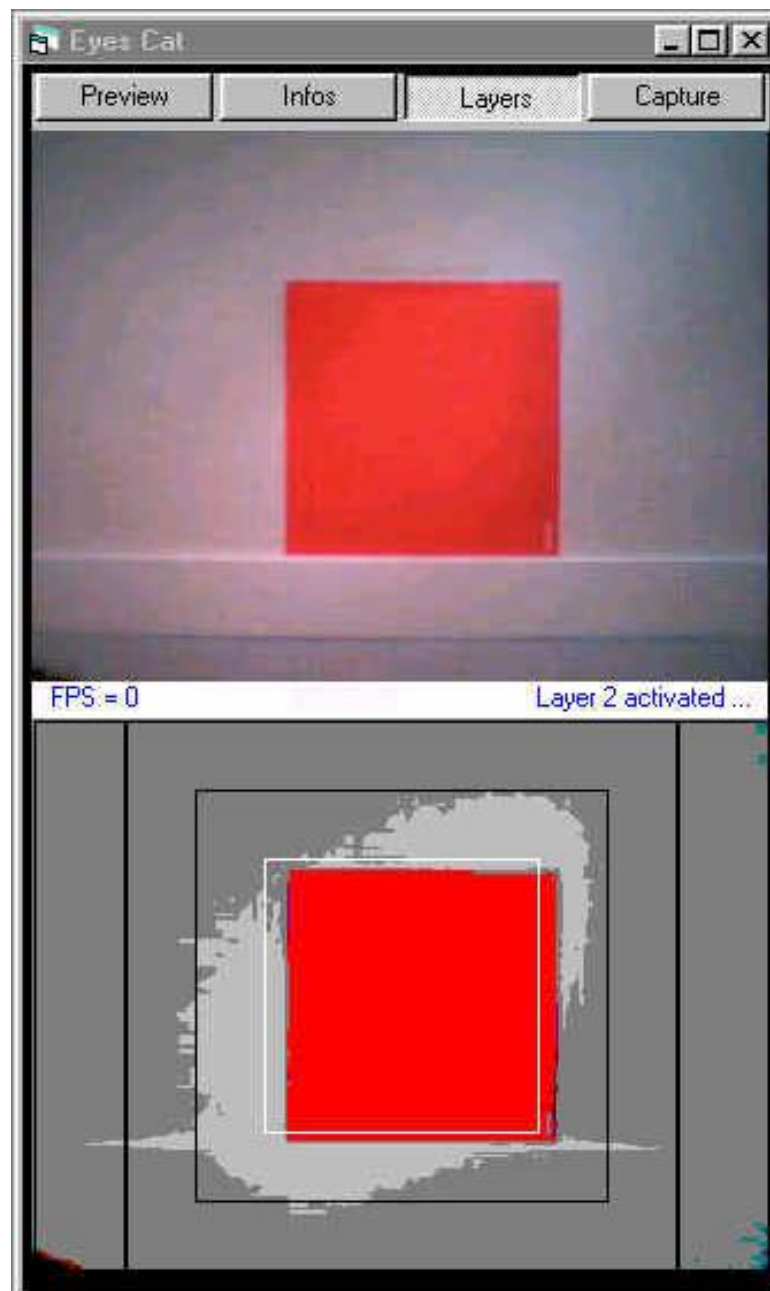 Eyes Cat
Preview Infos Layers Capture
FPS = 0 Layer 2 activated ...